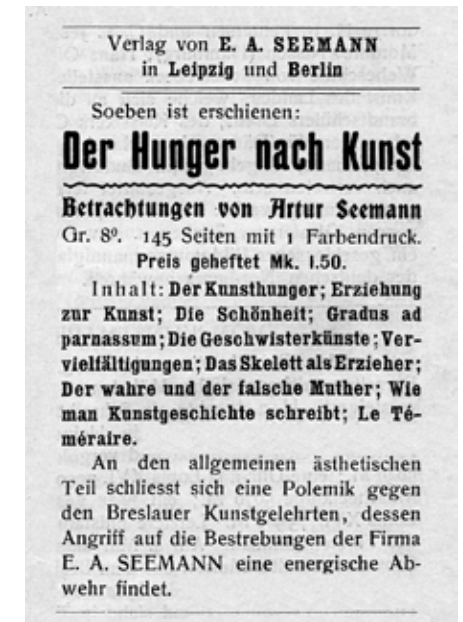 Verlag von E. A. SEEMANN
in Leipzig und Berlin
Soeben ist erschienen:
Der Hunger nach Kunst
Betrachtungen von Artur Seemann
Gr. 8⁰. 145 Seiten mit 1 Farbendruck.
Preis geheftet Mk. 1.50.
Inhalt: Der Kunsthunger; Erziehung
zur Kunst; Die Schönheit; Gradus ad
parnassum; Die Geschwisterkünste; Ver-
vielfältigungen; Das Skelett als Erzieher;
Der wahre und der falsche Muther; Wie
man Kunstgeschichte schreibt; Le Té-
méraire.
An den allgemeinen ästhetischen
Teil schliesst sich eine Polemik gegen
den Breslauer Kunstgelehrten, dessen
Angriff auf die Bestrebungen der Firma
E. A. SEEMANN eine energische Ab-
wehr findet.